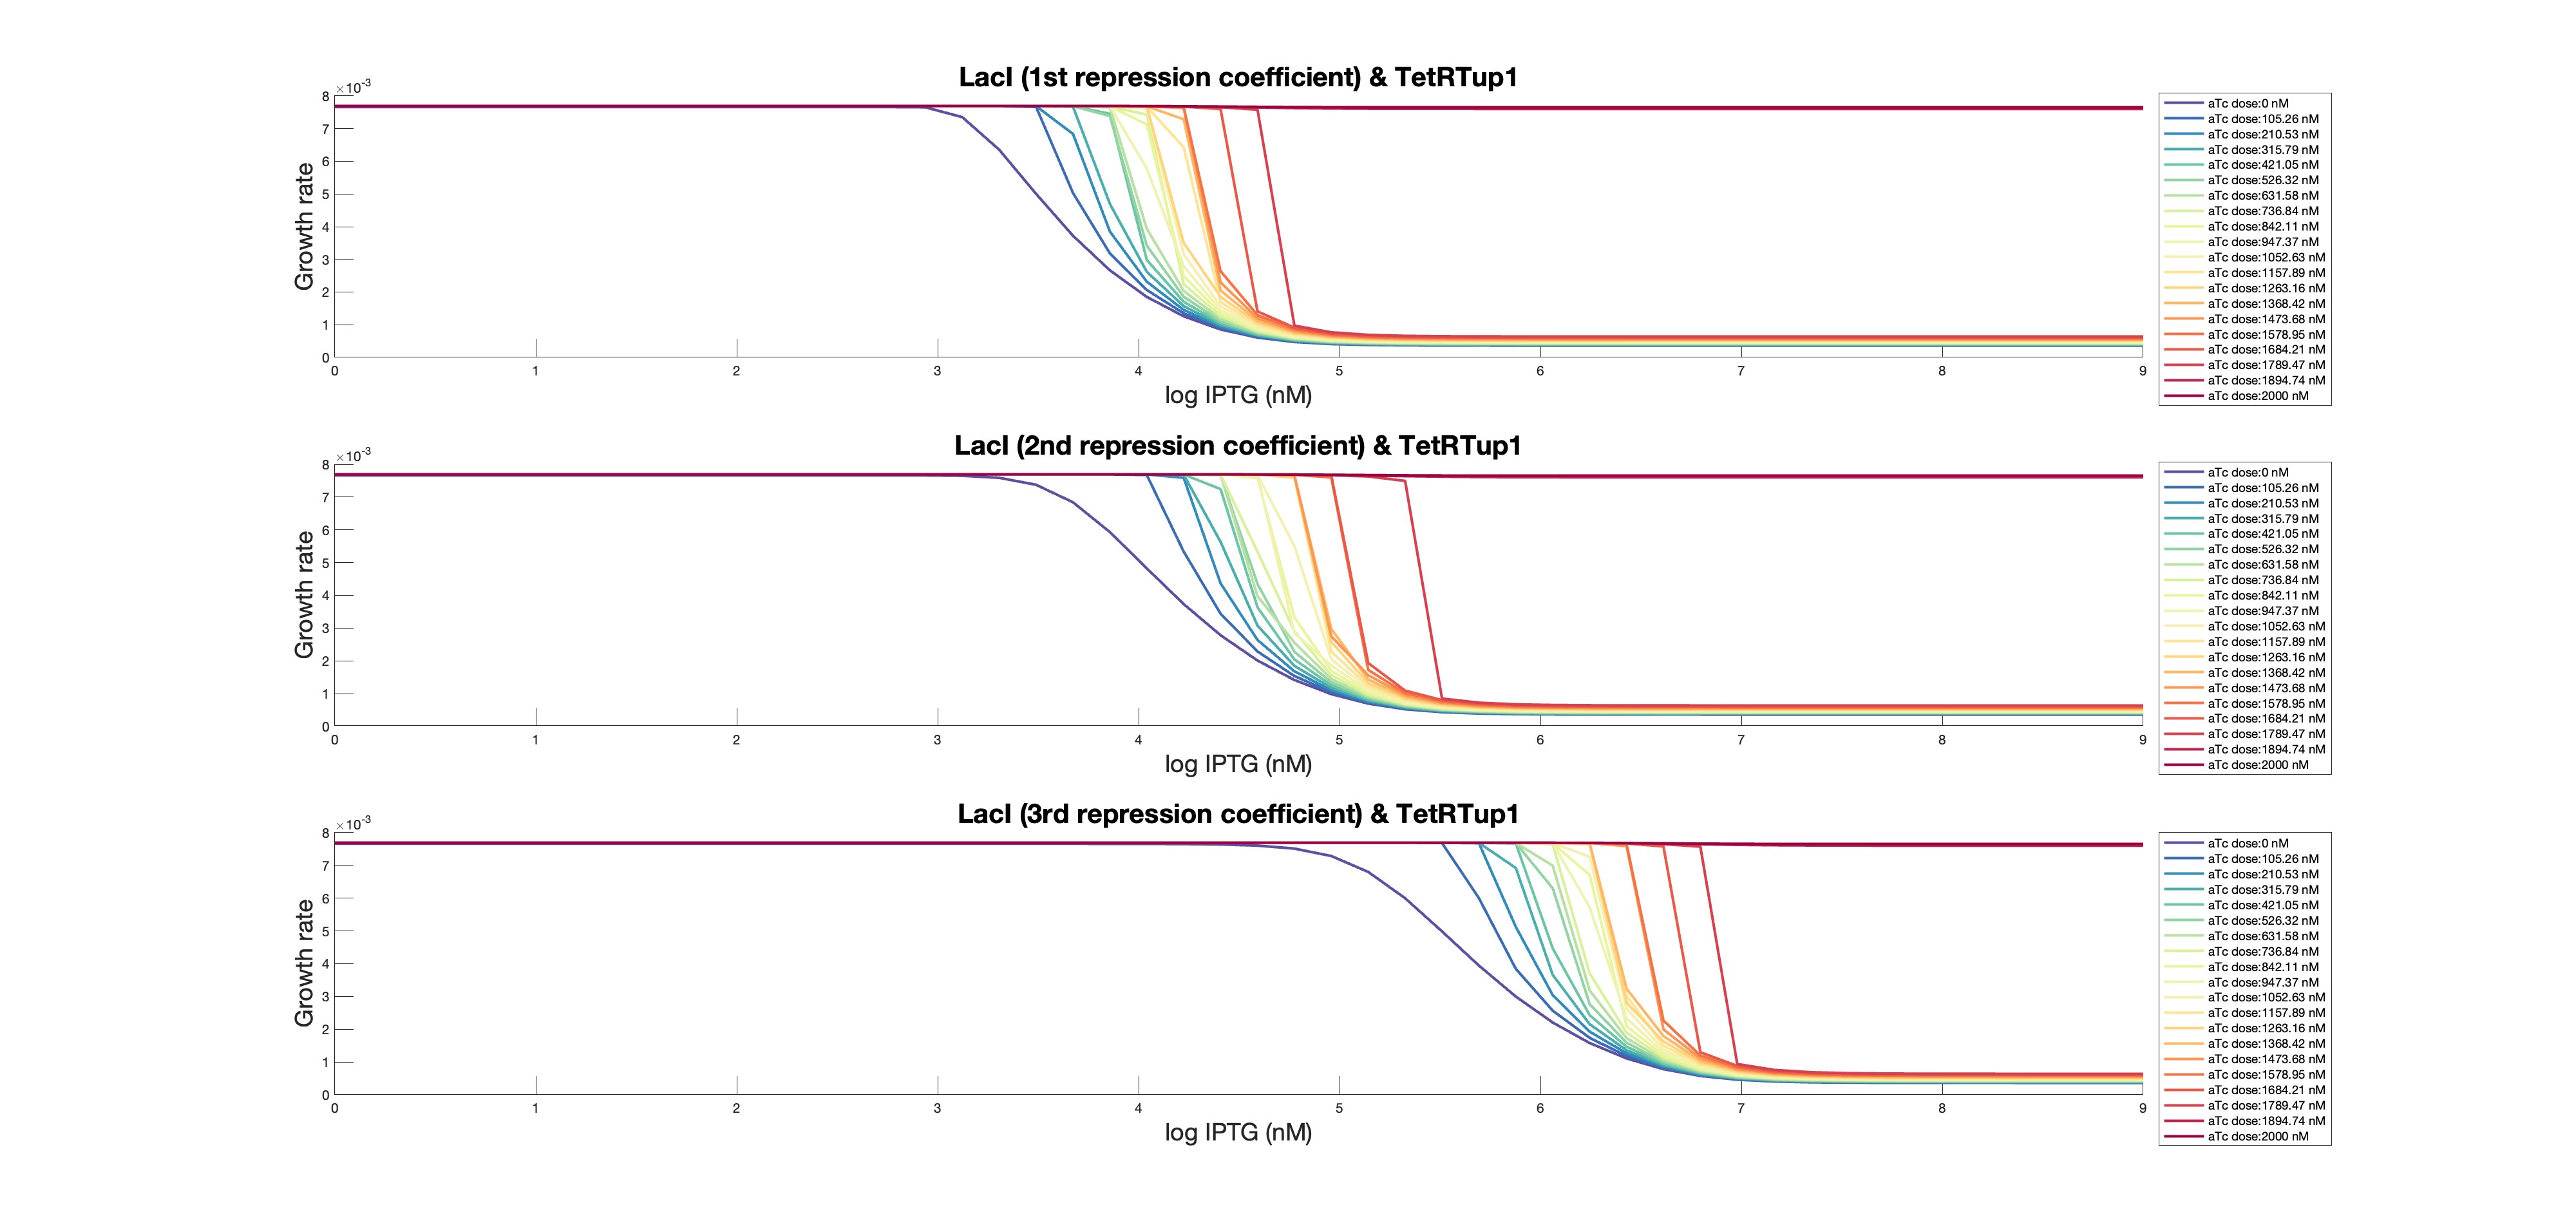 LacI (1st repression coefficient) & TetRTup1
×10-3
8
7
6
5
4
3
2
1
0
Growth rate
0 1 2 3 4 5 6 7 8 9
log IPTG (nM)
aTc dose:0 nM
aTc dose:105.26 nM
aTc dose:210.53 nM
aTc dose:315.79 nM
aTc dose:421.05 nM
aTc dose:526.32 nM
aTc dose:631.58 nM
aTc dose:736.84 nM
aTc dose:842.11 nM
aTc dose:947.37 nM
aTc dose:1052.63 nM
aTc dose:1157.89 nM
aTc dose:1263.16 nM
aTc dose:1368.42 nM
aTc dose:1473.68 nM
aTc dose:1578.95 nM
aTc dose:1684.21 nM
aTc dose:1789.47 nM
aTc dose:1894.74 nM
aTc dose:2000 nM
LacI (2nd repression coefficient) & TetRTup1
×10-3
8
7
6
5
4
3
2
1
0
Growth rate
0 1 2 3 4 5 6 7 8 9
log IPTG (nM)
aTc dose:0 nM
aTc dose:105.26 nM
aTc dose:210.53 nM
aTc dose:315.79 nM
aTc dose:421.05 nM
aTc dose:526.32 nM
aTc dose:631.58 nM
aTc dose:736.84 nM
aTc dose:842.11 nM
aTc dose:947.37 nM
aTc dose:1052.63 nM
aTc dose:1157.89 nM
aTc dose:1263.16 nM
aTc dose:1368.42 nM
aTc dose:1473.68 nM
aTc dose:1578.95 nM
aTc dose:1684.21 nM
aTc dose:1789.47 nM
aTc dose:1894.74 nM
aTc dose:2000 nM
LacI (3rd repression coefficient) & TetRTup1
×10-3
8
7
6
5
4
3
2
1
0
Growth rate
0 1 2 3 4 5 6 7 8 9
log IPTG (nM)
aTc dose:0 nM
aTc dose:105.26 nM
aTc dose:210.53 nM
aTc dose:315.79 nM
aTc dose:421.05 nM
aTc dose:526.32 nM
aTc dose:631.58 nM
aTc dose:736.84 nM
aTc dose:842.11 nM
aTc dose:947.37 nM
aTc dose:1052.63 nM
aTc dose:1157.89 nM
aTc dose:1263.16 nM
aTc dose:1368.42 nM
aTc dose:1473.68 nM
aTc dose:1578.95 nM
aTc dose:1684.21 nM
aTc dose:1789.47 nM
aTc dose:1894.74 nM
aTc dose:2000 nM